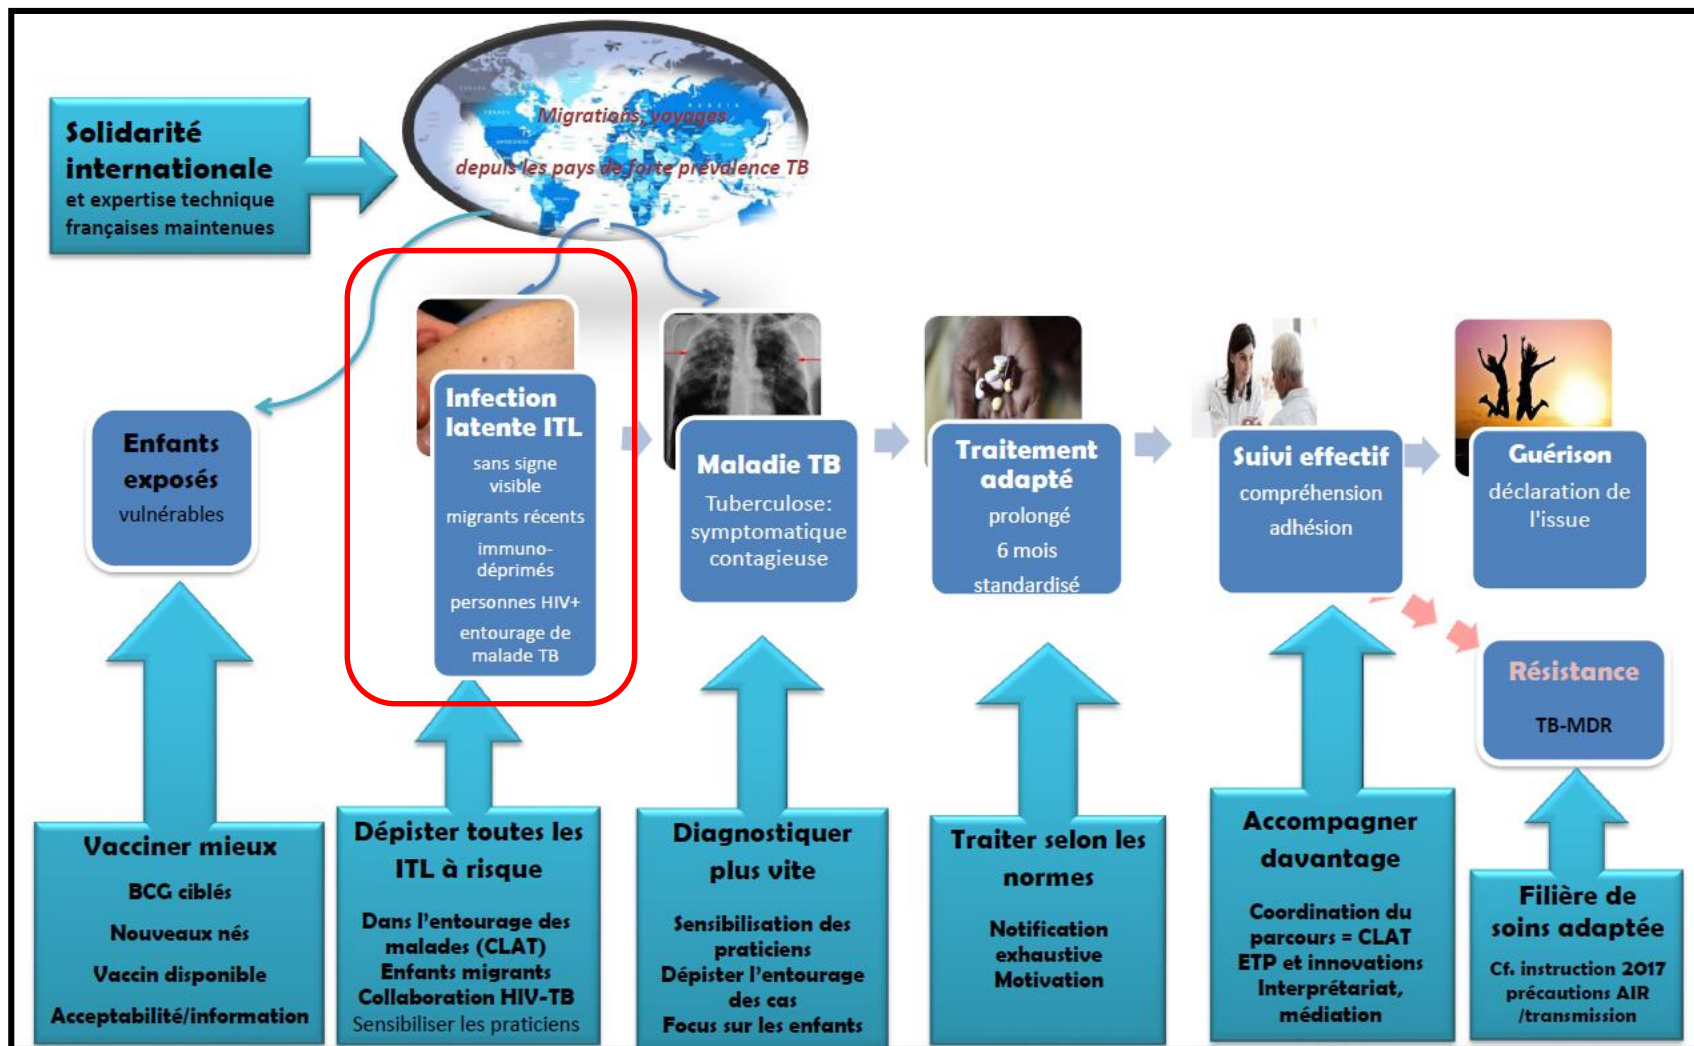 Solidarité
internationale
et expertise technique
françaises maintenues
Migrations, voyages
depuis les pays de forte prévalence TB
Enfants
exposés
vulnérables
Infection
latente ITL
sans signe
visible
migrants récents
immuno-
déprimés
personnes HIV+
entourage de
malade TB
Maladie TB
Tuberculose:
symptomatique
contagieuse
Traitement
adapté
prolongé
6 mois
standardisé
Suivi effectif
compréhension
adhésion
Guérison
déclaration de
l'issue
Résistance
TB-MDR
Vacciner mieux
BCG ciblés
Nouveaux nés
Vaccin disponible
Acceptabilité/information
Dépister toutes les
ITL à risque
Dans l'entourage des
malades (CLAT)
Enfants migrants
Collaboration HIV-TB
Sensibiliser les praticiens
Diagnostiquer
plus vite
Sensibilisation des
praticiens
Dépister l'entourage
des cas
Focus sur les enfants
Traiter selon les
normes
Notification
exhaustive
Motivation
Accompagner
davantage
Coordination du
parcours = CLAT
ETP et innovations
Interprétariat,
médiation
Filière de
soins adaptée
Cf. instruction 2017
précautions AIR
/transmission